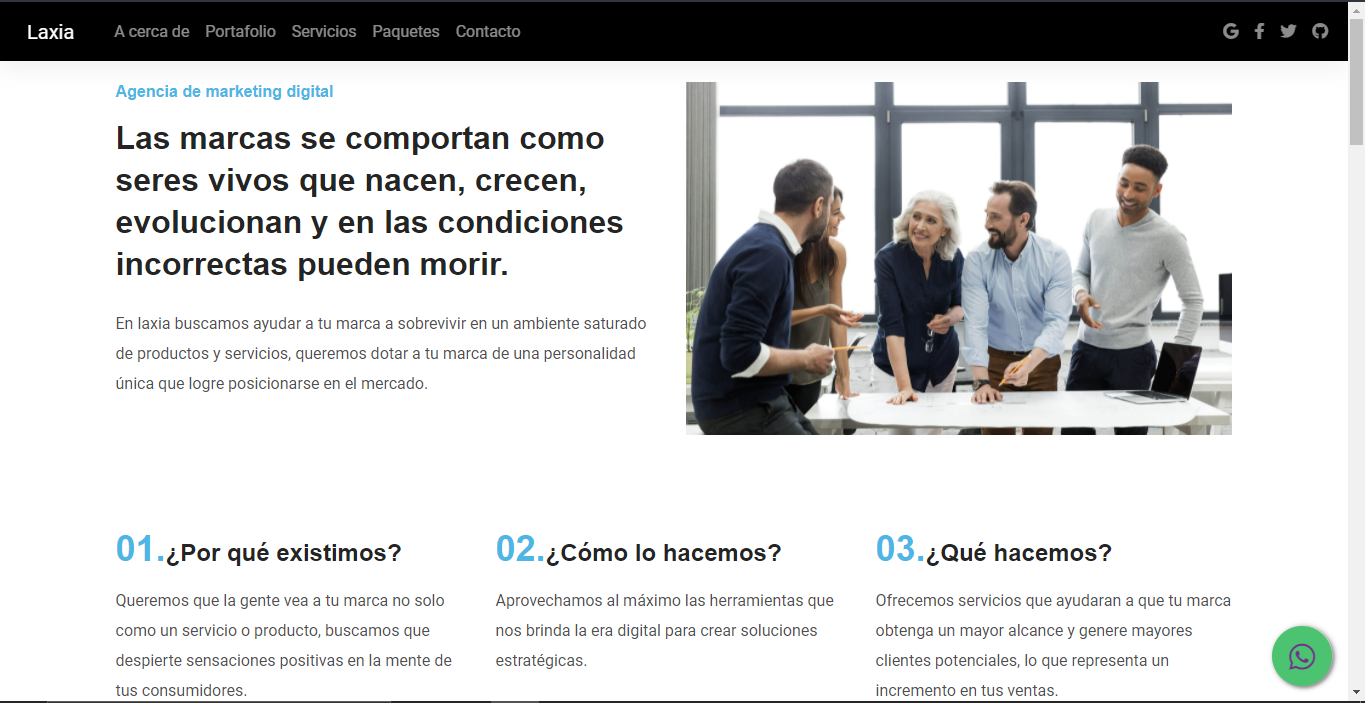 Laxia A cerca de Portafolio Servicios Paquetes Contacto
Agencia de marketing digital
Las marcas se comportan como
seres vivos que nacen, crecen,
evolucionan y en las condiciones
incorrectas pueden morir.
En laxia buscamos ayudar a tu marca a sobrevivir en un ambiente saturado
de productos y servicios, queremos dotar a tu marca de una personalidad
única que logre posicionarse en el mercado.
01.¿Por qué existimos?
Queremos que la gente vea a tu marca no solo
como un servicio o producto, buscamos que
despierte sensaciones positivas en la mente de
tus consumidores.
02.¿Cómo lo hacemos?
Aprovechamos al máximo las herramientas que
nos brinda la era digital para crear soluciones
estratégicas.
03.¿Qué hacemos?
Ofrecemos servicios que ayudaran a que tu marca
obtenga un mayor alcance y genere mayores
clientes potenciales, lo que representa un
incremento en tus ventas.